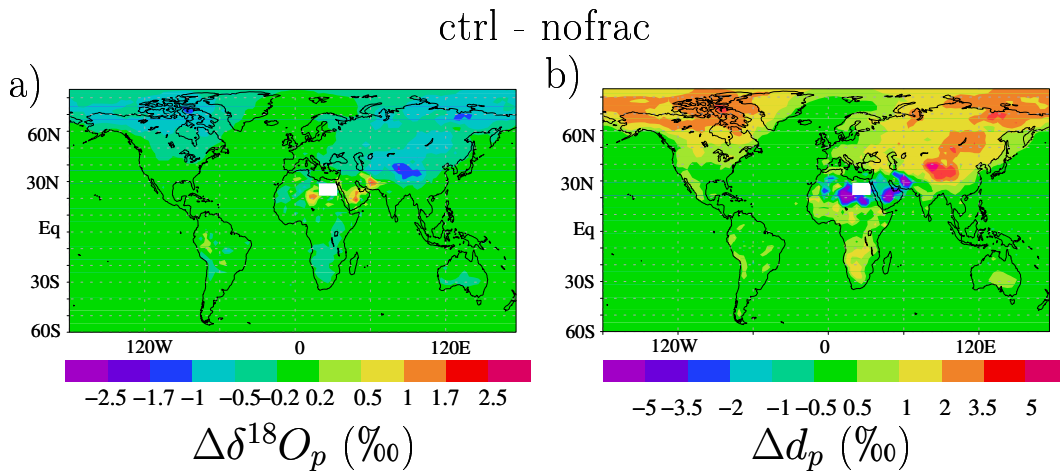 ctrl - nofrac
a)
60N
30N
Eq
30S
60S
120W 0 120E
−2.5 −1.7 −1 −0.5 −0.2 0.2 0.5 1 1.7 2.5
Δδ¹⁸Oₚ (‰)
b)
60N
30N
Eq
30S
60S
120W 0 120E
−5 −3.5 −2 −1 −0.5 0.5 1 2 3.5 5
Δdₚ (‰)